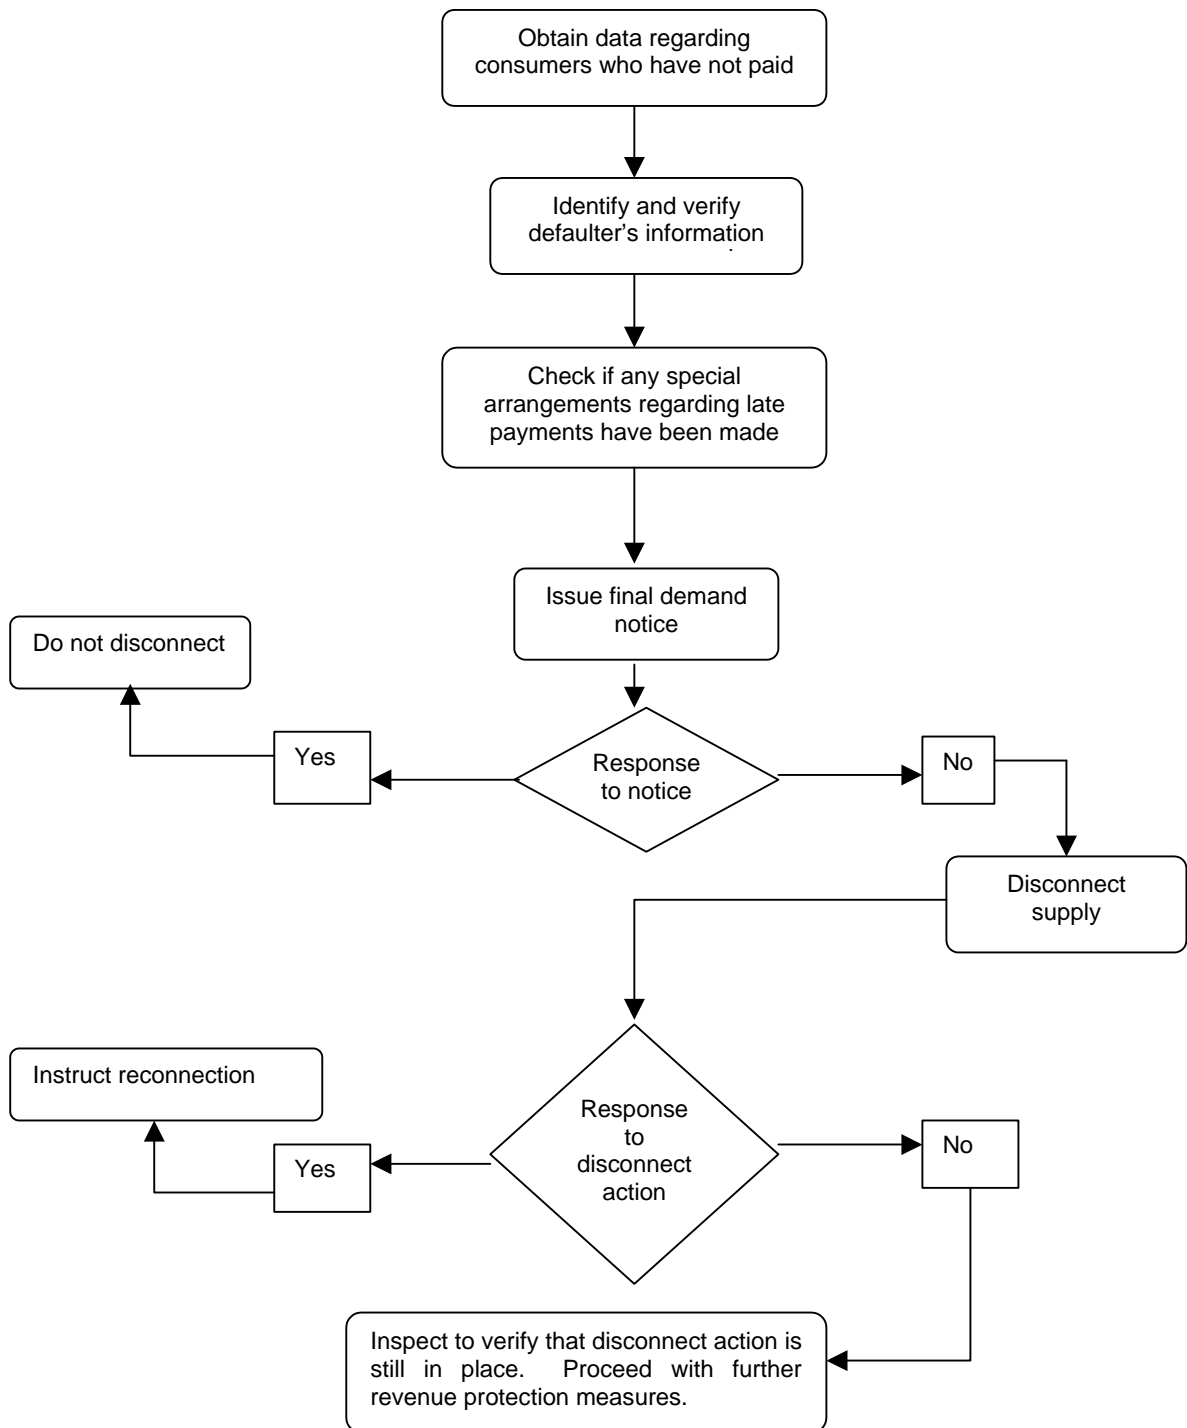 Obtain data regarding
consumers who have not paid
Identify and verify
defaulter's information
Check if any special
arrangements regarding late
payments have been made
Issue final demand
notice
Do not disconnect
Yes
Response
to notice
No
Disconnect
supply
Instruct reconnection
Yes
Response
to
disconnect
action
No
Inspect to verify that disconnect action is
still in place. Proceed with further
revenue protection measures.